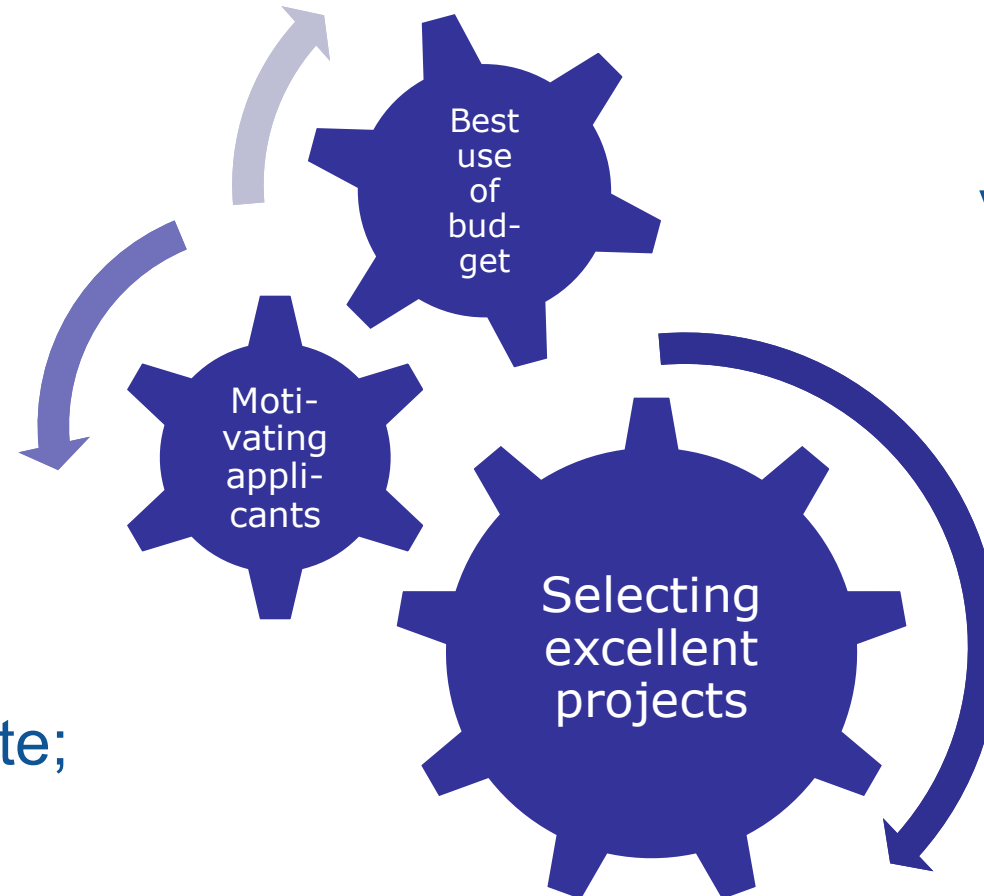 Best
use
of
bud-
get
Moti-
vating
appli-
cants
Selecting
excellent
projects
te;